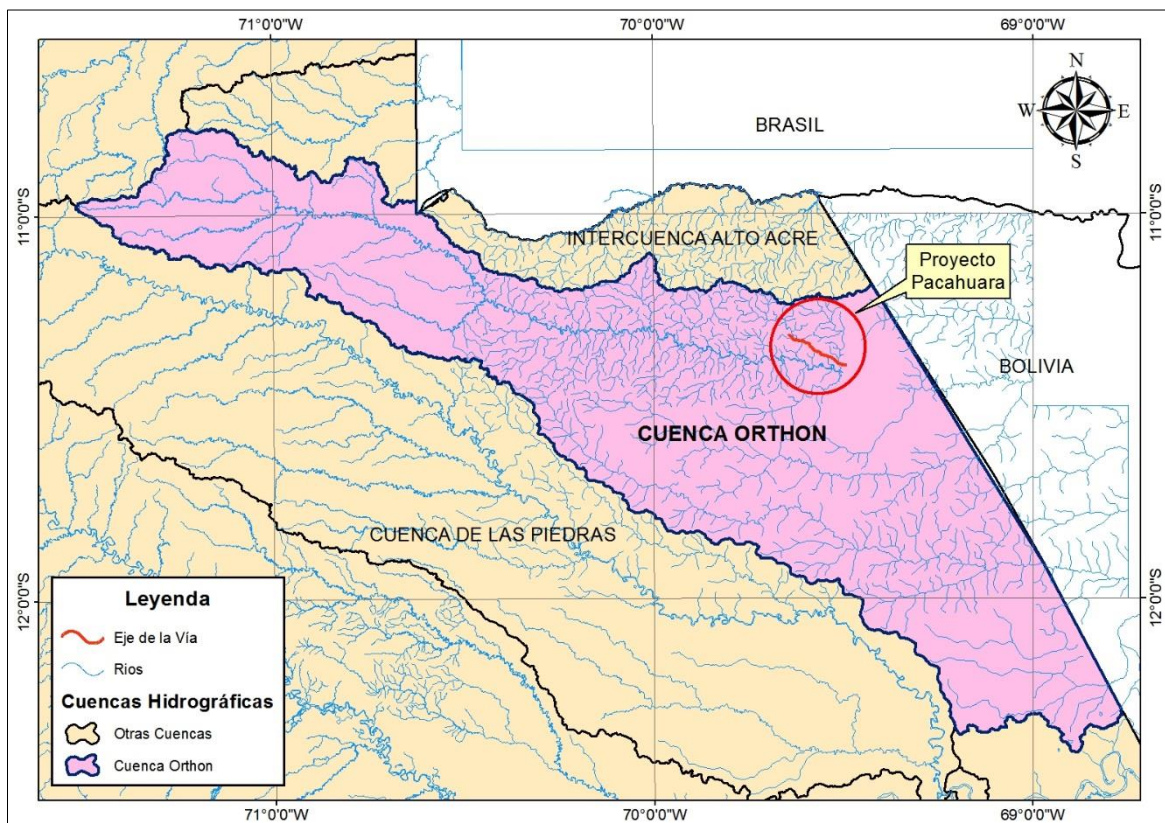 71°0'0"W
70°0'0"W
69°0'0"W
N
W
E
S
BRASIL
11°0'0"S
11°0'0"S
INTERCUENCA ALTO ACRE
Proyecto
Pacahuara
BOLIVIA
CUENCA ORTHON
CUENCA DE LAS PIEDRAS
12°0'0"S
12°0'0"S
Leyenda
Eje de la Vía
Rios
Cuencas Hidrográficas
Otras Cuencas
Cuenca Orthon
71°0'0"W
70°0'0"W
69°0'0"W